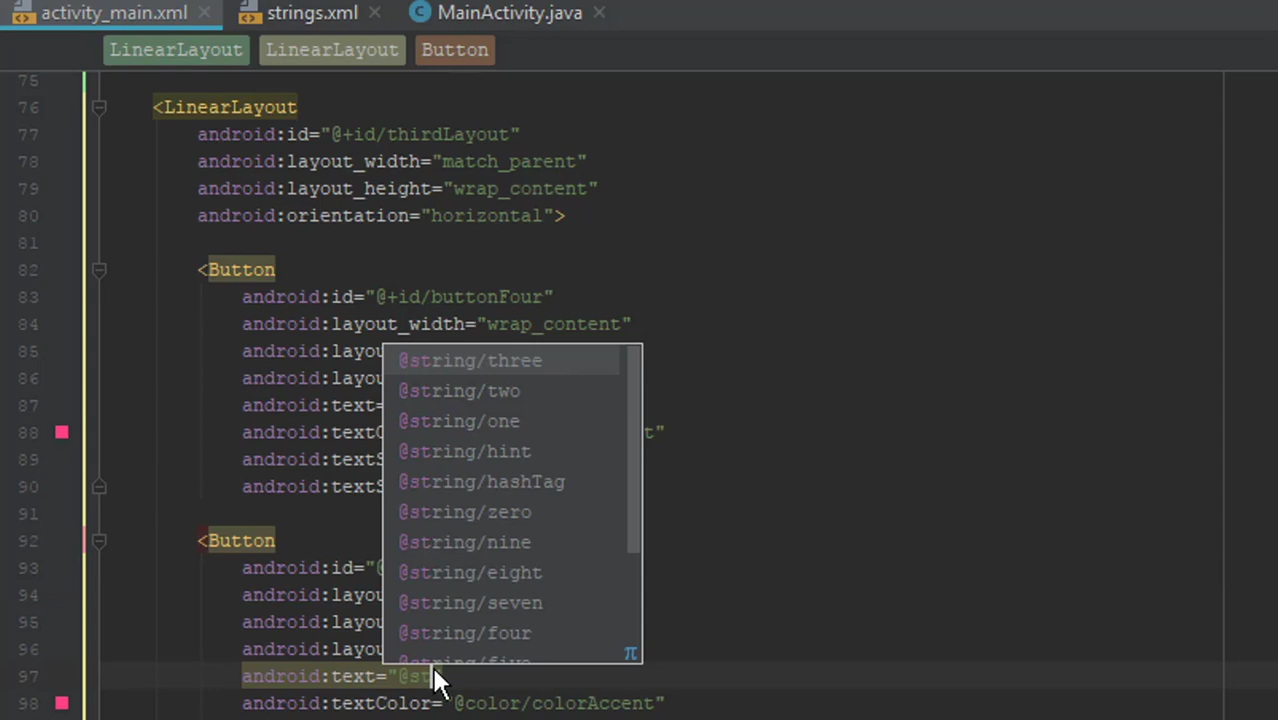 activity_main.xml strings.xml MainActivity.java
LinearLayout LinearLayout Button
75
76 <LinearLayout
77 android:id="@+id/thirdLayout"
78 android:layout_width="match_parent"
79 android:layout_height="wrap_content"
80 android:orientation="horizontal">
81
82 <Button
83 android:id="@+id/buttonFour"
84 android:layout_width="wrap_content"
85 android:layou
86 android:layou
87 android:text=
88 android:textC t"
89 android:textS
90 android:textS
91
92 <Button
93 android:id="@
94 android:layou
95 android:layou
96 android:layou
97 android:text="@st
98 android:textColor="@color/colorAccent"
@string/three
@string/two
@string/one
@string/hint
@string/hashTag
@string/zero
@string/nine
@string/eight
@string/seven
@string/four
@string/five
π